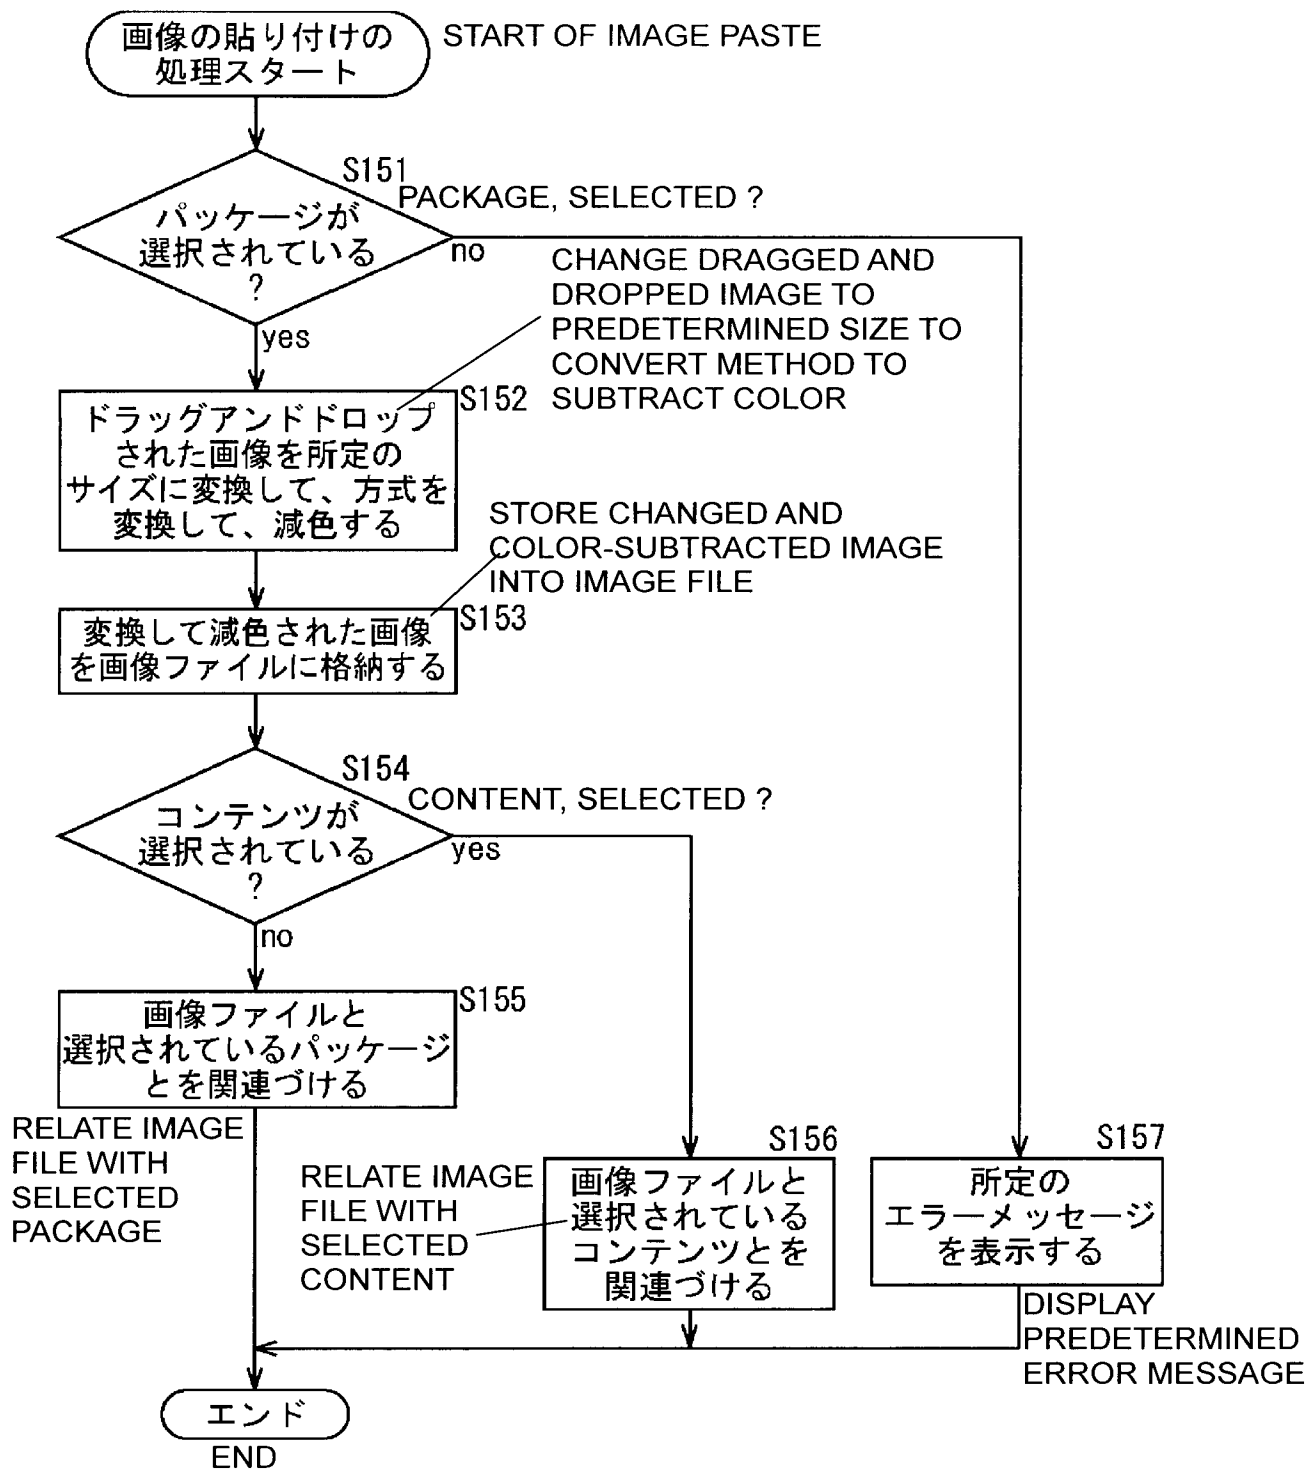 画像の貼り付けの
処理スタート
START OF IMAGE PASTE
S151
PACKAGE, SELECTED ?
パッケージが
選択されている
?
no
yes
CHANGE DRAGGED AND
DROPPED IMAGE TO
PREDETERMINED SIZE TO
CONVERT METHOD TO
SUBTRACT COLOR
S152
ドラッグアンドドロップ
された画像を所定の
サイズに変換して、方式を
変換して、減色する
STORE CHANGED AND
COLOR-SUBTRACTED IMAGE
INTO IMAGE FILE
S153
変換して減色された画像
を画像ファイルに格納する
S154
CONTENT, SELECTED ?
コンテンツが
選択されている
?
yes
no
S155
画像ファイルと
選択されているパッケージ
とを関連づける
RELATE IMAGE
FILE WITH
SELECTED
PACKAGE
S156
RELATE IMAGE
FILE WITH
SELECTED
CONTENT
画像ファイルと
選択されている
コンテンツとを
関連づける
S157
所定の
エラーメッセージ
を表示する
DISPLAY
PREDETERMINED
ERROR MESSAGE
エンド
END